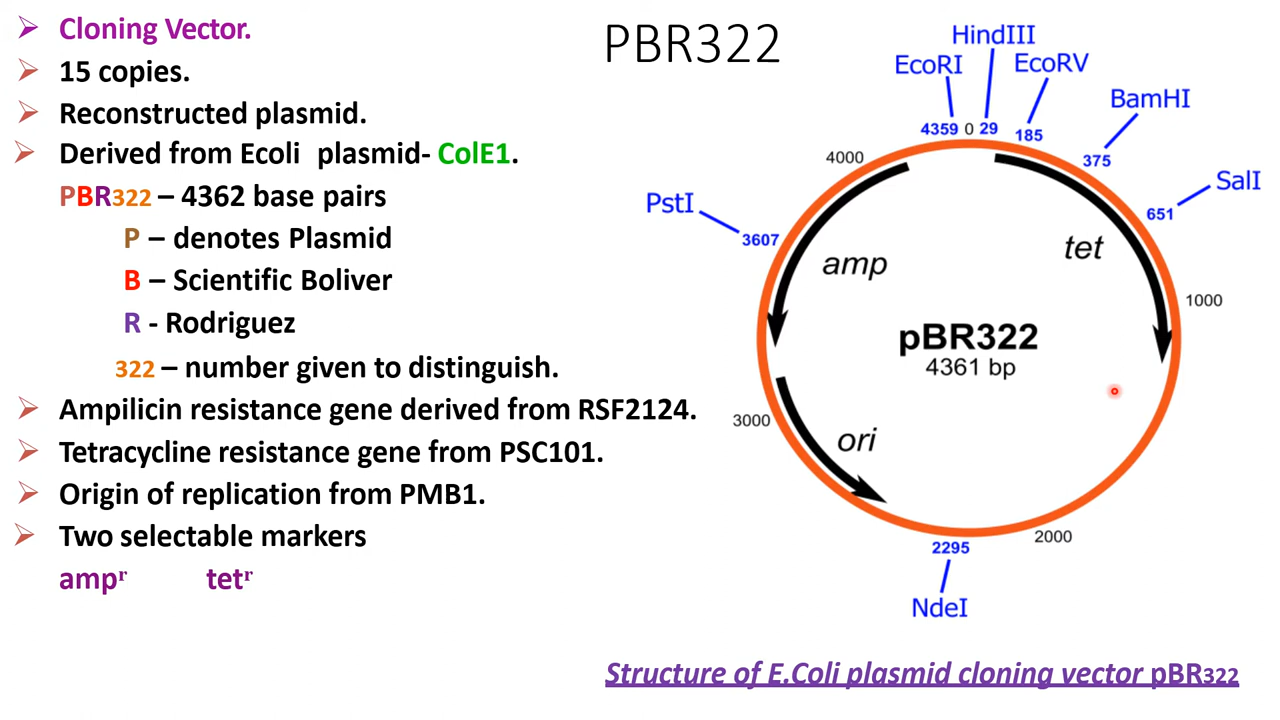 PBR322
➢ Cloning Vector.
➢ 15 copies.
➢ Reconstructed plasmid.
➢ Derived from Ecoli plasmid- ColE1.
PBR322 – 4362 base pairs
P – denotes Plasmid
B – Scientific Boliver
R - Rodriguez
322 – number given to distinguish.
➢ Ampilicin resistance gene derived from RSF2124.
➢ Tetracycline resistance gene from PSC101.
➢ Origin of replication from PMB1.
➢ Two selectable markers
ampʳ tetʳ
HindIII
EcoRI EcoRV
BamHI
4359 0 29 185
4000 375
PstI SalI
3607 651
amp tet
1000
pBR322
4361 bp
3000 ori
2295 2000
NdeI
Structure of E.Coli plasmid cloning vector pBR322